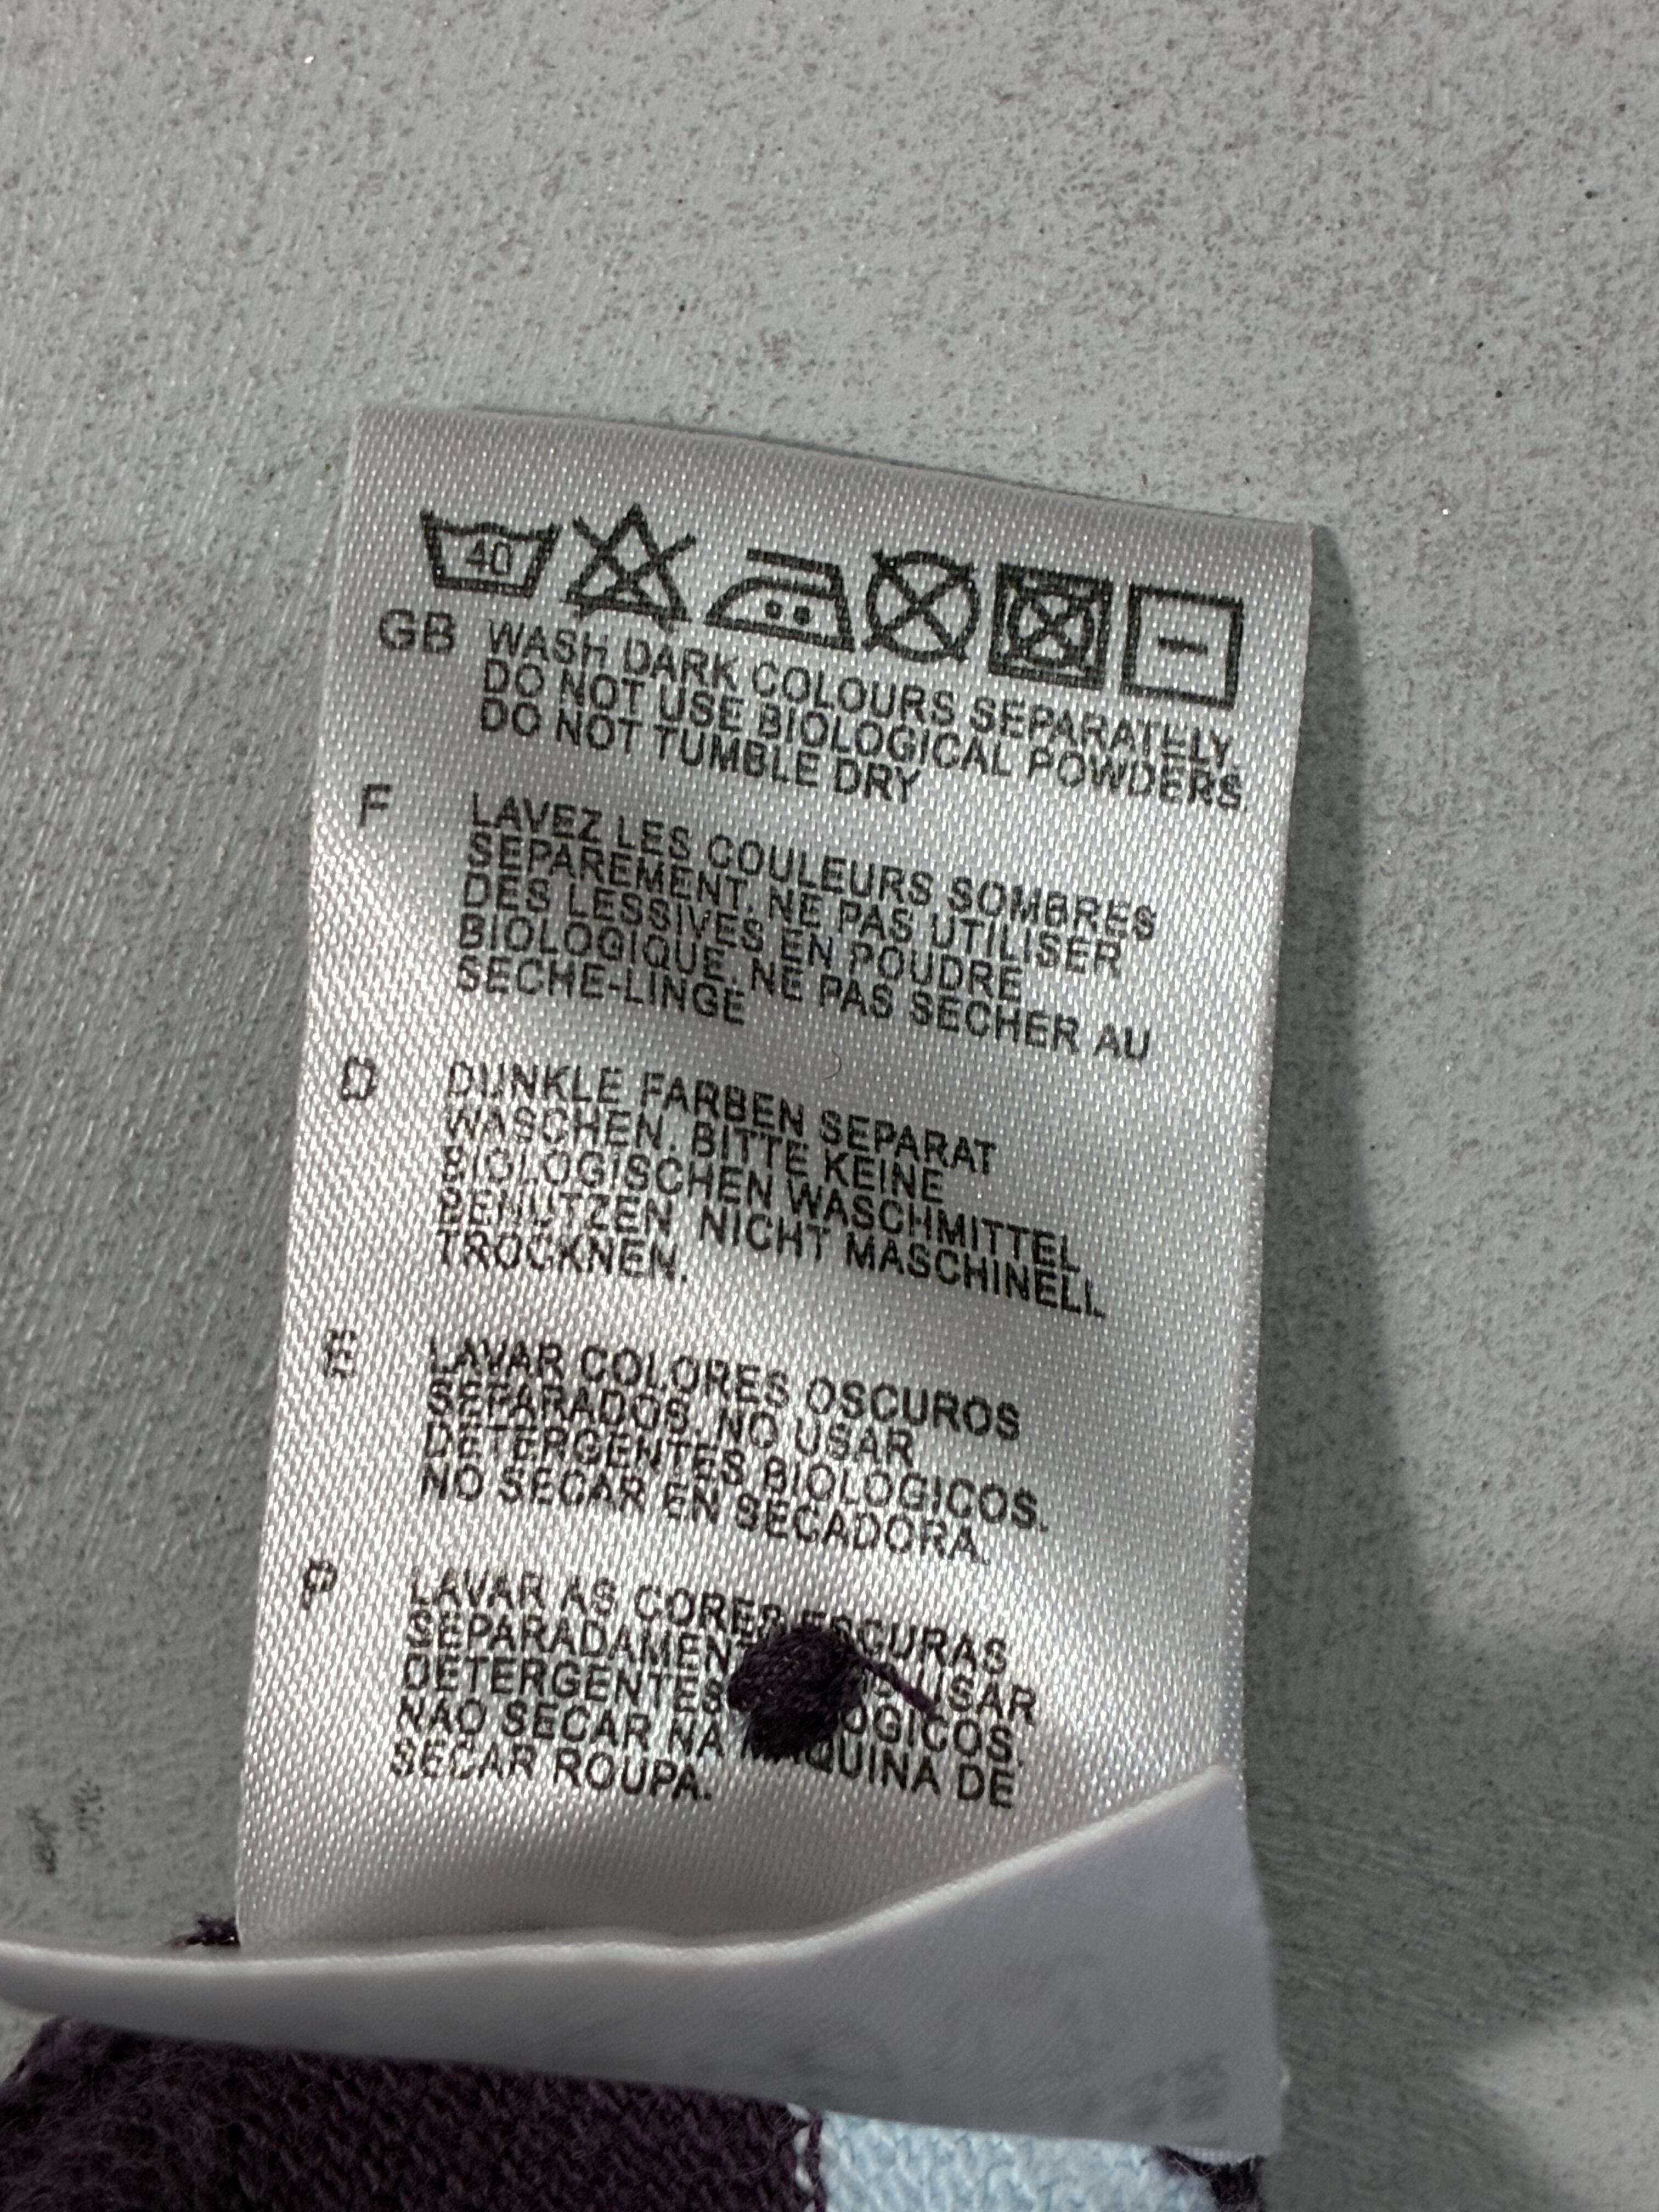 40
GB WASH DARK COLOURS SEPARATELY.
DO NOT USE BIOLOGICAL POWDERS.
DO NOT TUMBLE DRY
F LAVEZ LES COULEURS SOMBRES
SEPAREMENT. NE PAS UTILISER
DES LESSIVES EN POUDRE
BIOLOGIQUE. NE PAS SECHER AU
SECHE-LINGE
D DUNKLE FARBEN SEPARAT
WASCHEN. BITTE KEINE
BIOLOGISCHEN WASCHMITTEL
BENUTZEN. NICHT MASCHINELL
TROCKNEN.
E LAVAR COLORES OSCUROS
SEPARADOS. NO USAR
DETERGENTES BIOLOGICOS.
NO SECAR EN SECADORA.
P LAVAR AS CORES ESCURAS
USAR
DETERGENTES
NAO SECAR NA MAQUINA DE
SECAR ROUPA.